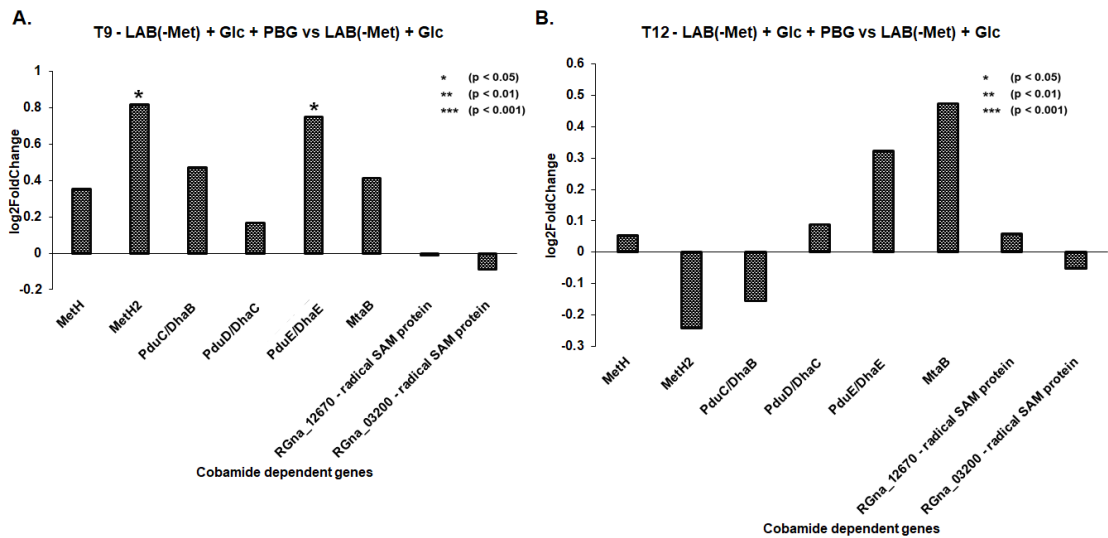 A.
T9 - LAB(-Met) + Glc + PBG vs LAB(-Met) + Glc
* (p < 0.05)
** (p < 0.01)
*** (p < 0.001)
log2FoldChange
1
0.8
0.6
0.4
0.2
0
-0.2
*
*
MetH
MetH2
PduC/DhaB
PduD/DhaC
PduE/DhaE
MtaB
RGna_12670 - radical SAM protein
RGna_03200 - radical SAM protein
Cobamide dependent genes
B.
T12 - LAB(-Met) + Glc + PBG vs LAB(-Met) + Glc
* (p < 0.05)
** (p < 0.01)
*** (p < 0.001)
log2FoldChange
0.6
0.5
0.4
0.3
0.2
0.1
0
-0.1
-0.2
-0.3
MetH
MetH2
PduC/DhaB
PduD/DhaC
PduE/DhaE
MtaB
RGna_12670 - radical SAM protein
RGna_03200 - radical SAM protein
Cobamide dependent genes